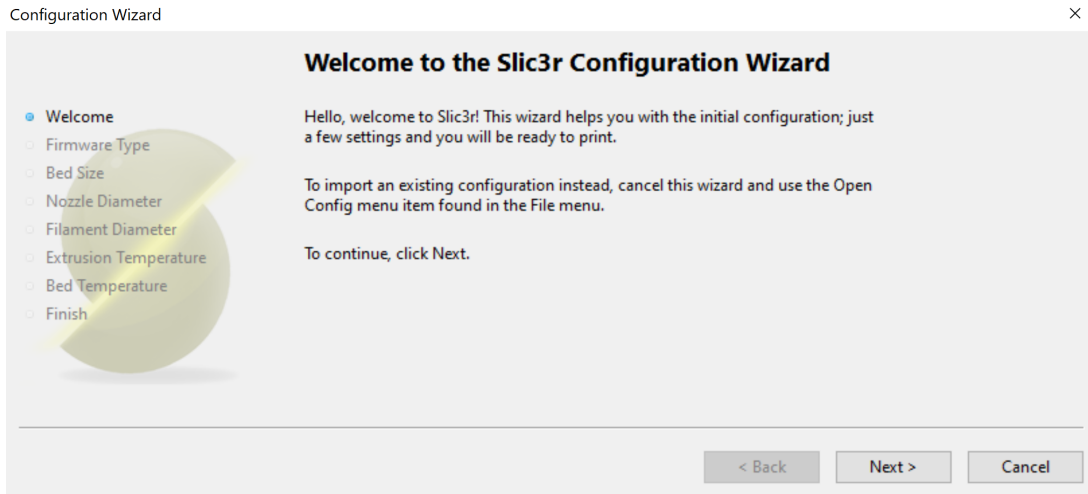 Configuration Wizard
Welcome to the Slic3r Configuration Wizard
Welcome
Firmware Type
Bed Size
Nozzle Diameter
Filament Diameter
Extrusion Temperature
Bed Temperature
Finish
Hello, welcome to Slic3r! This wizard helps you with the initial configuration; just
a few settings and you will be ready to print.
To import an existing configuration instead, cancel this wizard and use the Open
Config menu item found in the File menu.
To continue, click Next.
< Back
Next >
Cancel